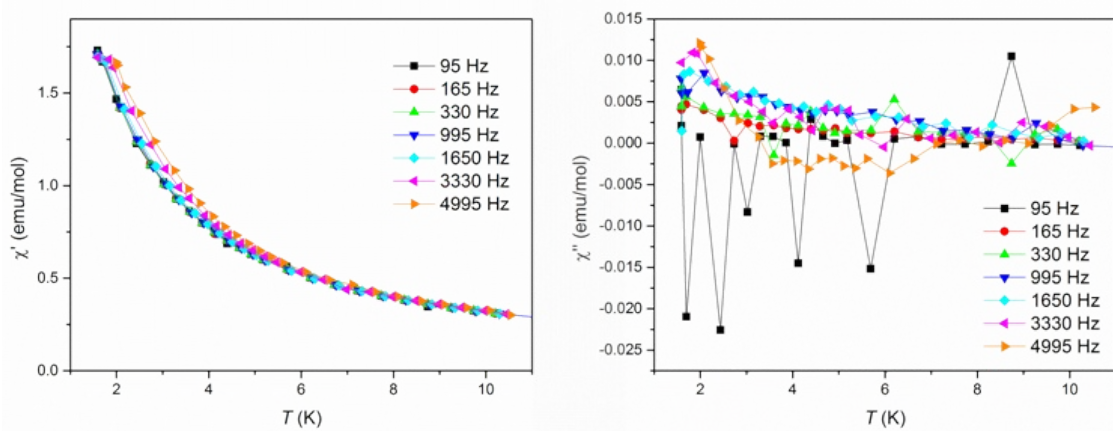 1.5
1.0
0.5
0.0
χ' (emu/mol)
2 4 6 8 10
T (K)
95 Hz
165 Hz
330 Hz
995 Hz
1650 Hz
3330 Hz
4995 Hz
0.015
0.010
0.005
0.000
-0.005
-0.010
-0.015
-0.020
-0.025
χ'' (emu/mol)
2 4 6 8 10
T (K)
95 Hz
165 Hz
330 Hz
995 Hz
1650 Hz
3330 Hz
4995 Hz